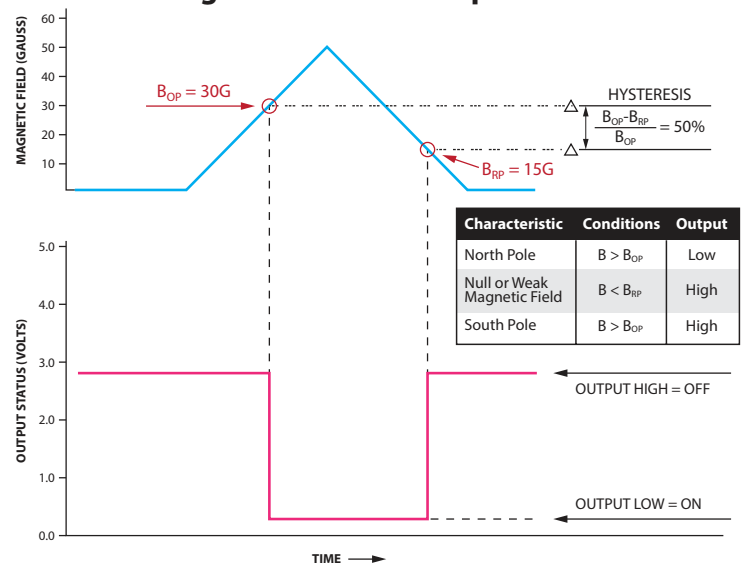 MAGNETIC FIELD (GAUSS)
60
50
40
30
20
10
B_OP = 30G
B_RP = 15G
HYSTERESIS
B_OP-B_RP
B_OP
= 50%
Characteristic Conditions Output
North Pole B > B_OP Low
Null or Weak
Magnetic Field B < B_RP High
South Pole B > B_OP High
OUTPUT STATUS (VOLTS)
5.0
4.0
3.0
2.0
1.0
0.0
OUTPUT HIGH = OFF
OUTPUT LOW = ON
TIME